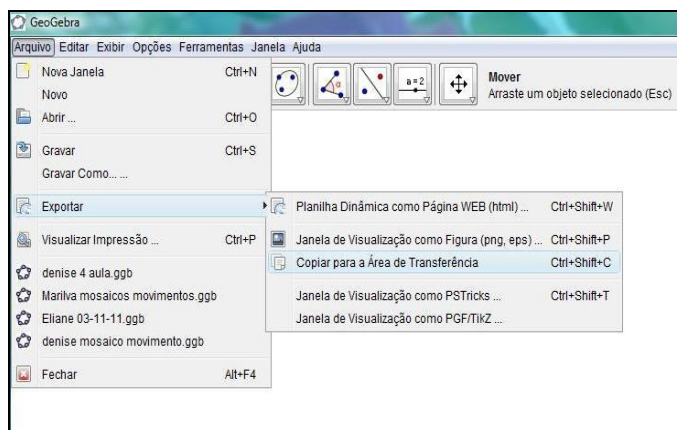 GeoGebra
Arquivo Editar Exibir Opções Ferramentas Janela Ajuda
Nova Janela Ctrl+N
Novo
Abrir ... Ctrl+O
Gravar Ctrl+S
Gravar Como... ...
Exportar
Visualizar Impressão ... Ctrl+P
denise 4 aula.ggb
Marilva mosaicos movimentos.ggb
Eliane 03-11-11.ggb
denise mosaico movimento.ggb
Fechar Alt+F4
α
a=2
Mover
Arraste um objeto selecionado (Esc)
Planilha Dinâmica como Página WEB (html) ... Ctrl+Shift+W
Janela de Visualização como Figura (png, eps) ... Ctrl+Shift+P
Copiar para a Área de Transferência Ctrl+Shift+C
Janela de Visualização como PSTricks ... Ctrl+Shift+T
Janela de Visualização como PGF/TikZ ...